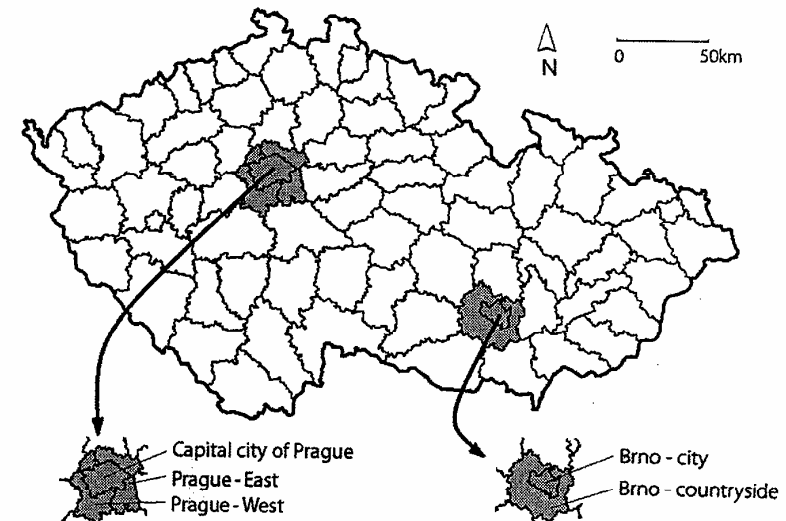 N
0 50km
Capital city of Prague
Prague - East
Prague - West
Brno - city
Brno - countryside